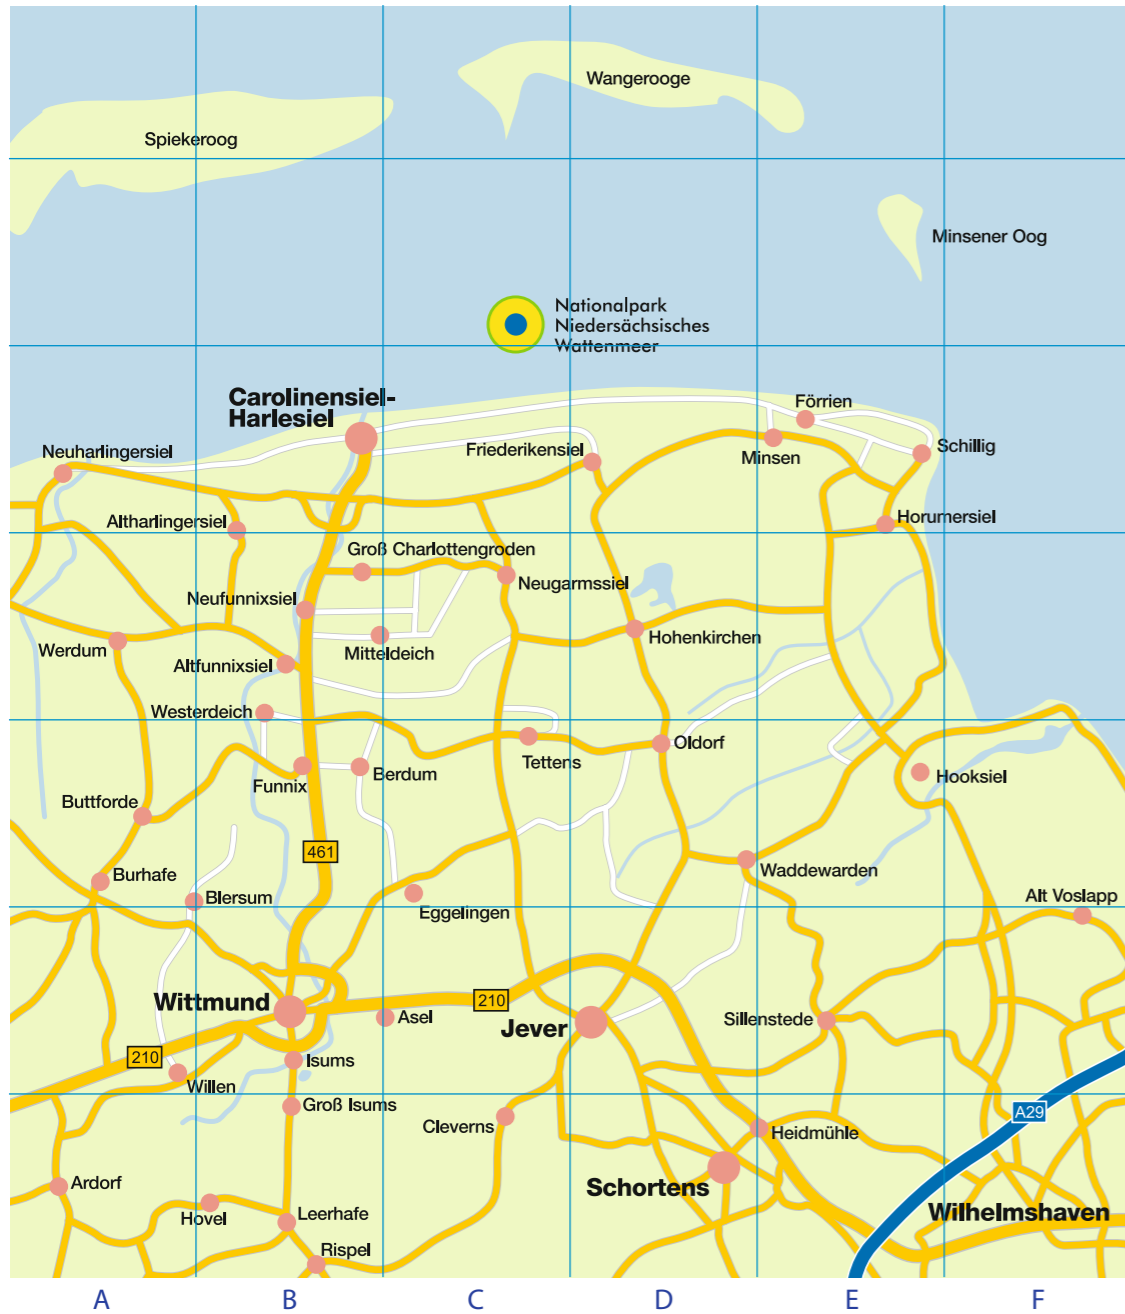 Wangerooge
Spiekeroog
Minsener Oog
Nationalpark
Niedersächsisches
Wattenmeer
Carolinensiel-
Harlesiel
Förrien
Neuharlingersiel
Friederikensiel
Minsen
Schillig
Altharlingersiel
Horumersiel
Groß Charlottengroden
Neugarmssiel
Neufunnixsiel
Hohenkirchen
Werdum
Mitteldeich
Altfunnixsiel
Westerdeich
Oldorf
Tettens
Berdum
Funnix
Hooksiel
Buttforde
461
Burhafe
Waddewarden
Blersum
Eggelingen
Alt Voslapp
Wittmund
210
Asel
Jever
Sillenstede
210
Isums
Willen
Groß Isums
Cleverns
A29
Heidmühle
Ardorf
Schortens
Hovel
Leerhafe
Wilhelmshaven
Rispel
A B C D E F